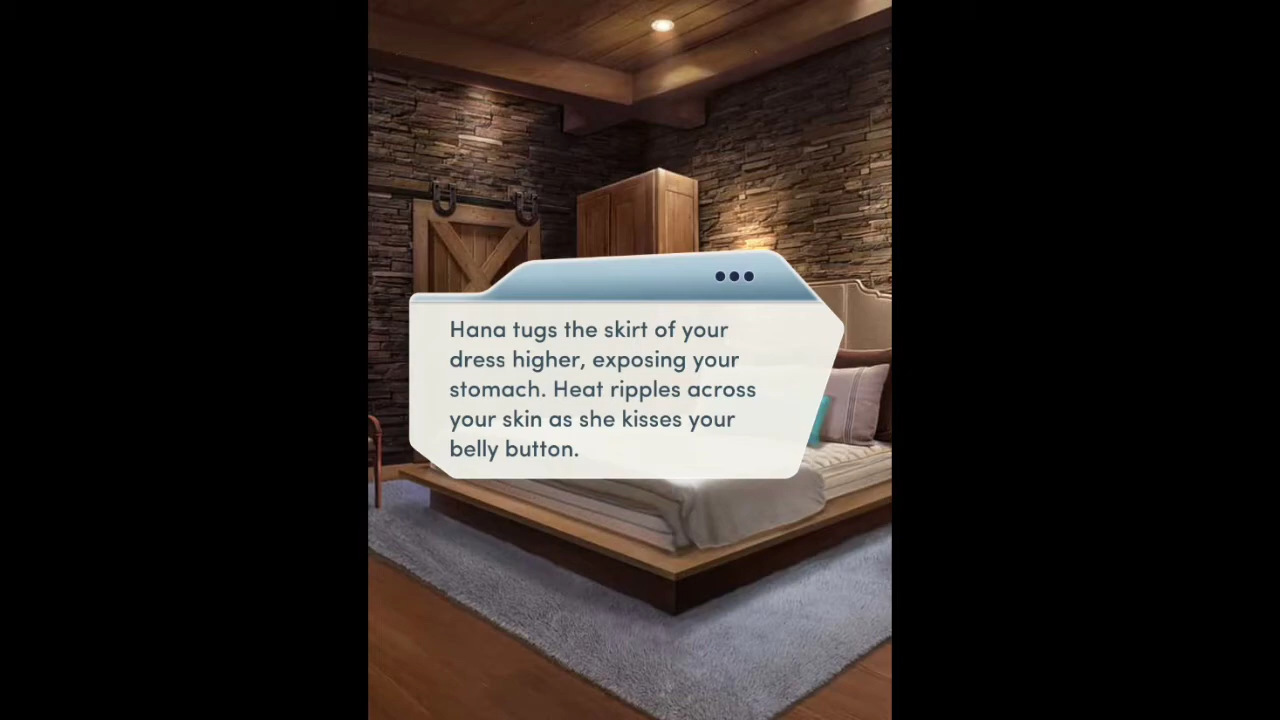 Hana tugs the skirt of your
dress higher, exposing your
stomach. Heat ripples across
your skin as she kisses your
belly button.